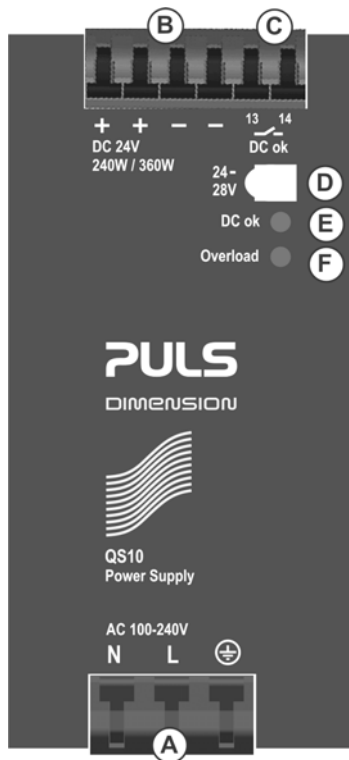 B
C
+ + – –
13 14
DC ok
DC 24V
240W / 360W
24-
28V
D
DC ok
E
Overload
F
PULS
DIMENSION
QS10
Power Supply
AC 100-240V
N L
A